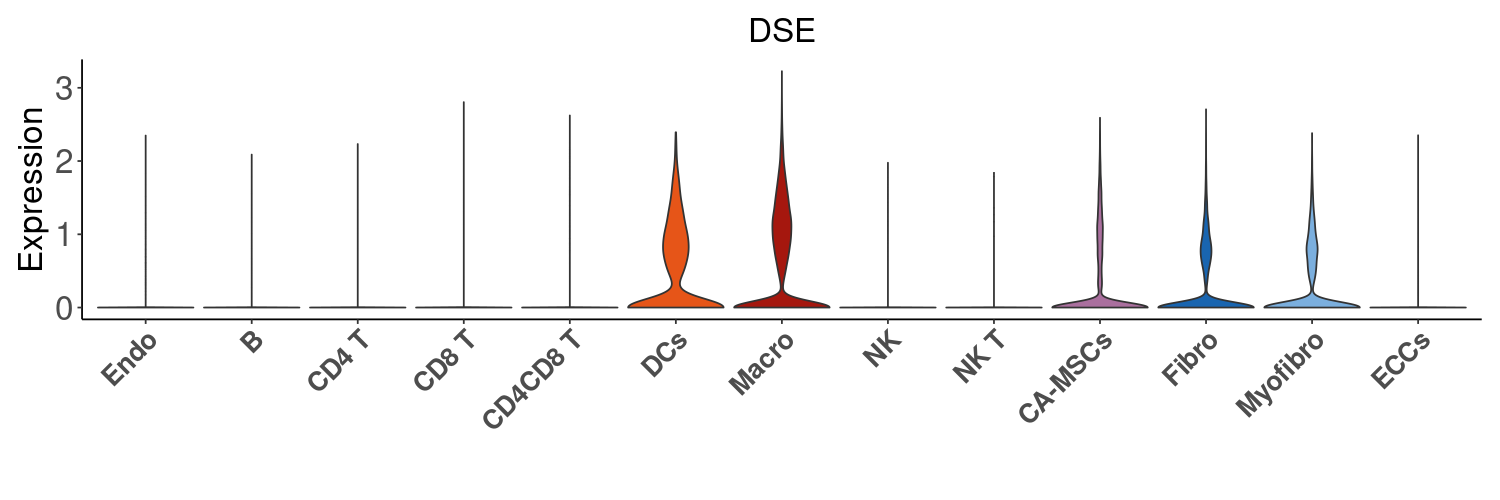 DSE
Expression
3
2
1
0
Endo
B
CD4 T
CD8 T
CD4CD8 T
DCs
Macro
NK
NK T
CA-MSCs
Fibro
Myofibro
ECCs